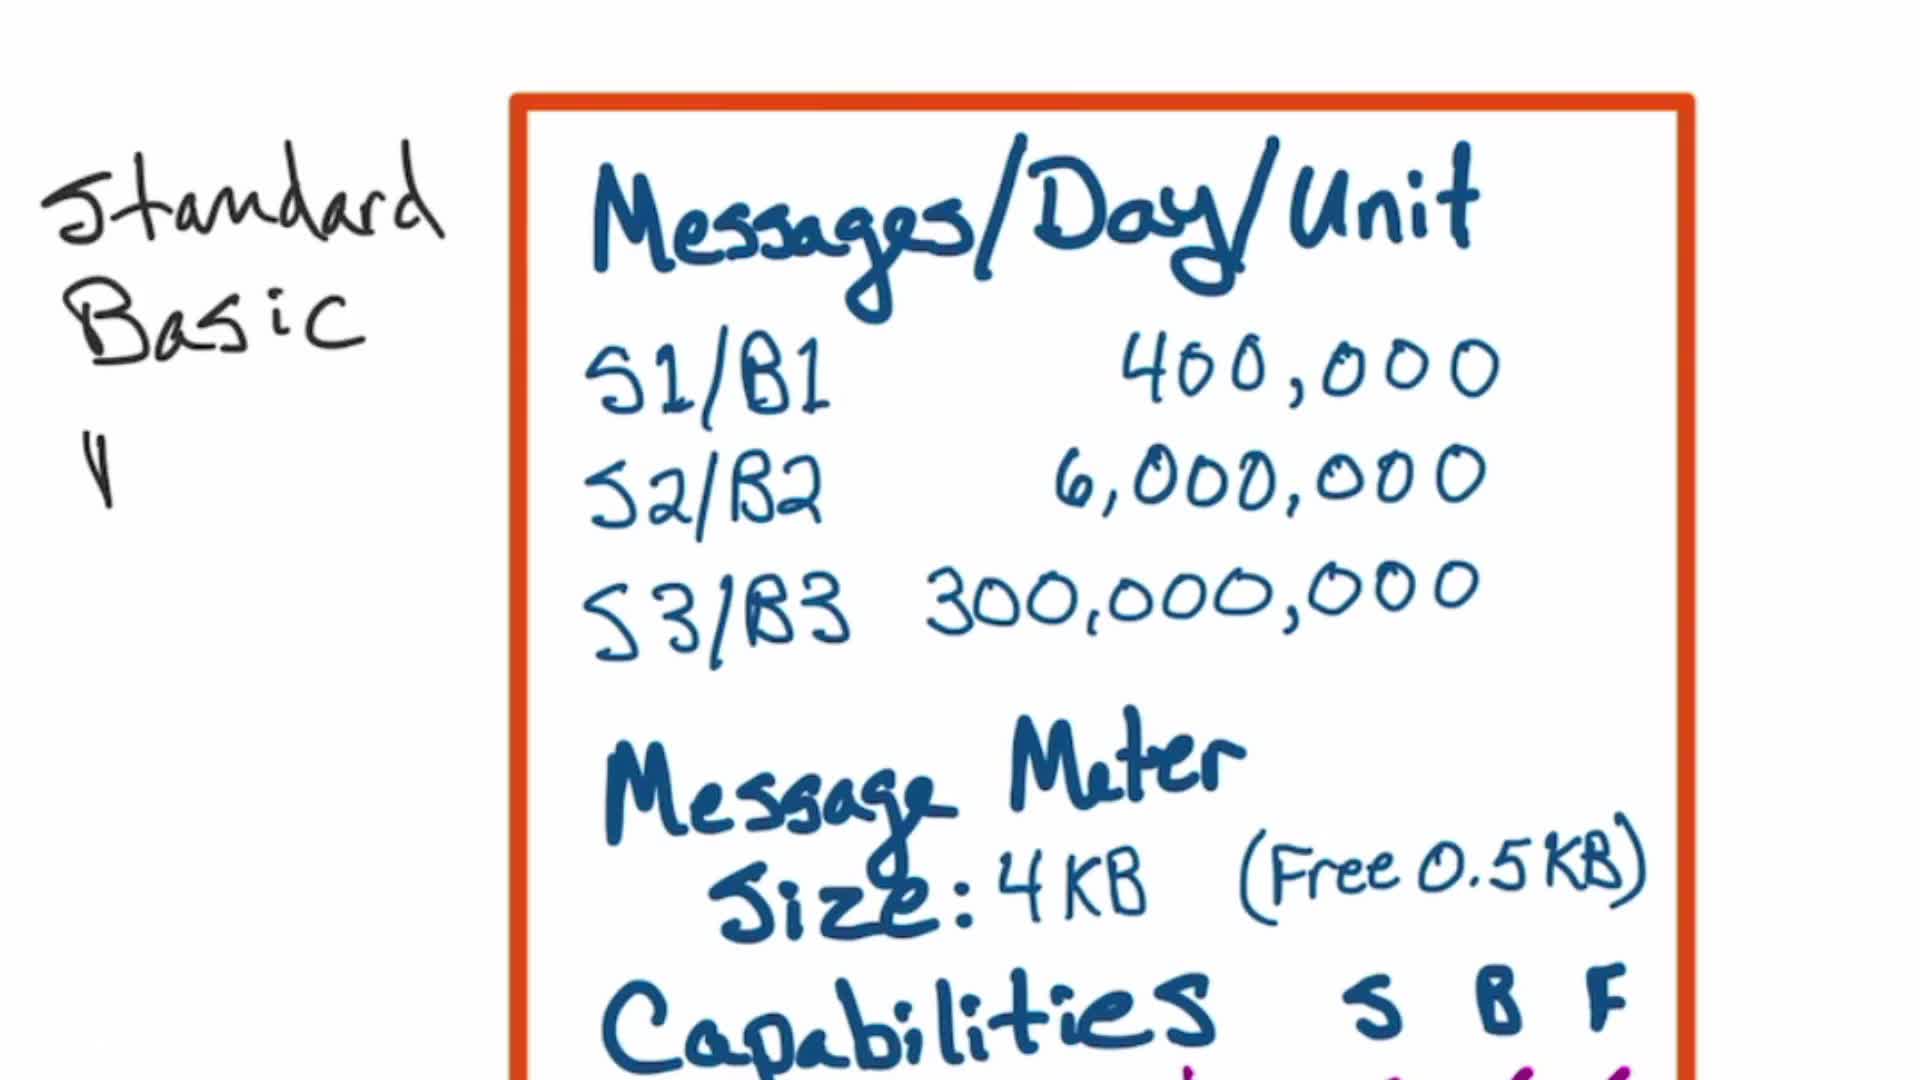 Standard
Basic
Messages/Day/Unit
S1/B1 400,000
S2/B2 6,000,000
S3/B3 300,000,000
Message Meter
Size: 4KB (Free 0.5KB)
Capabilities S B F